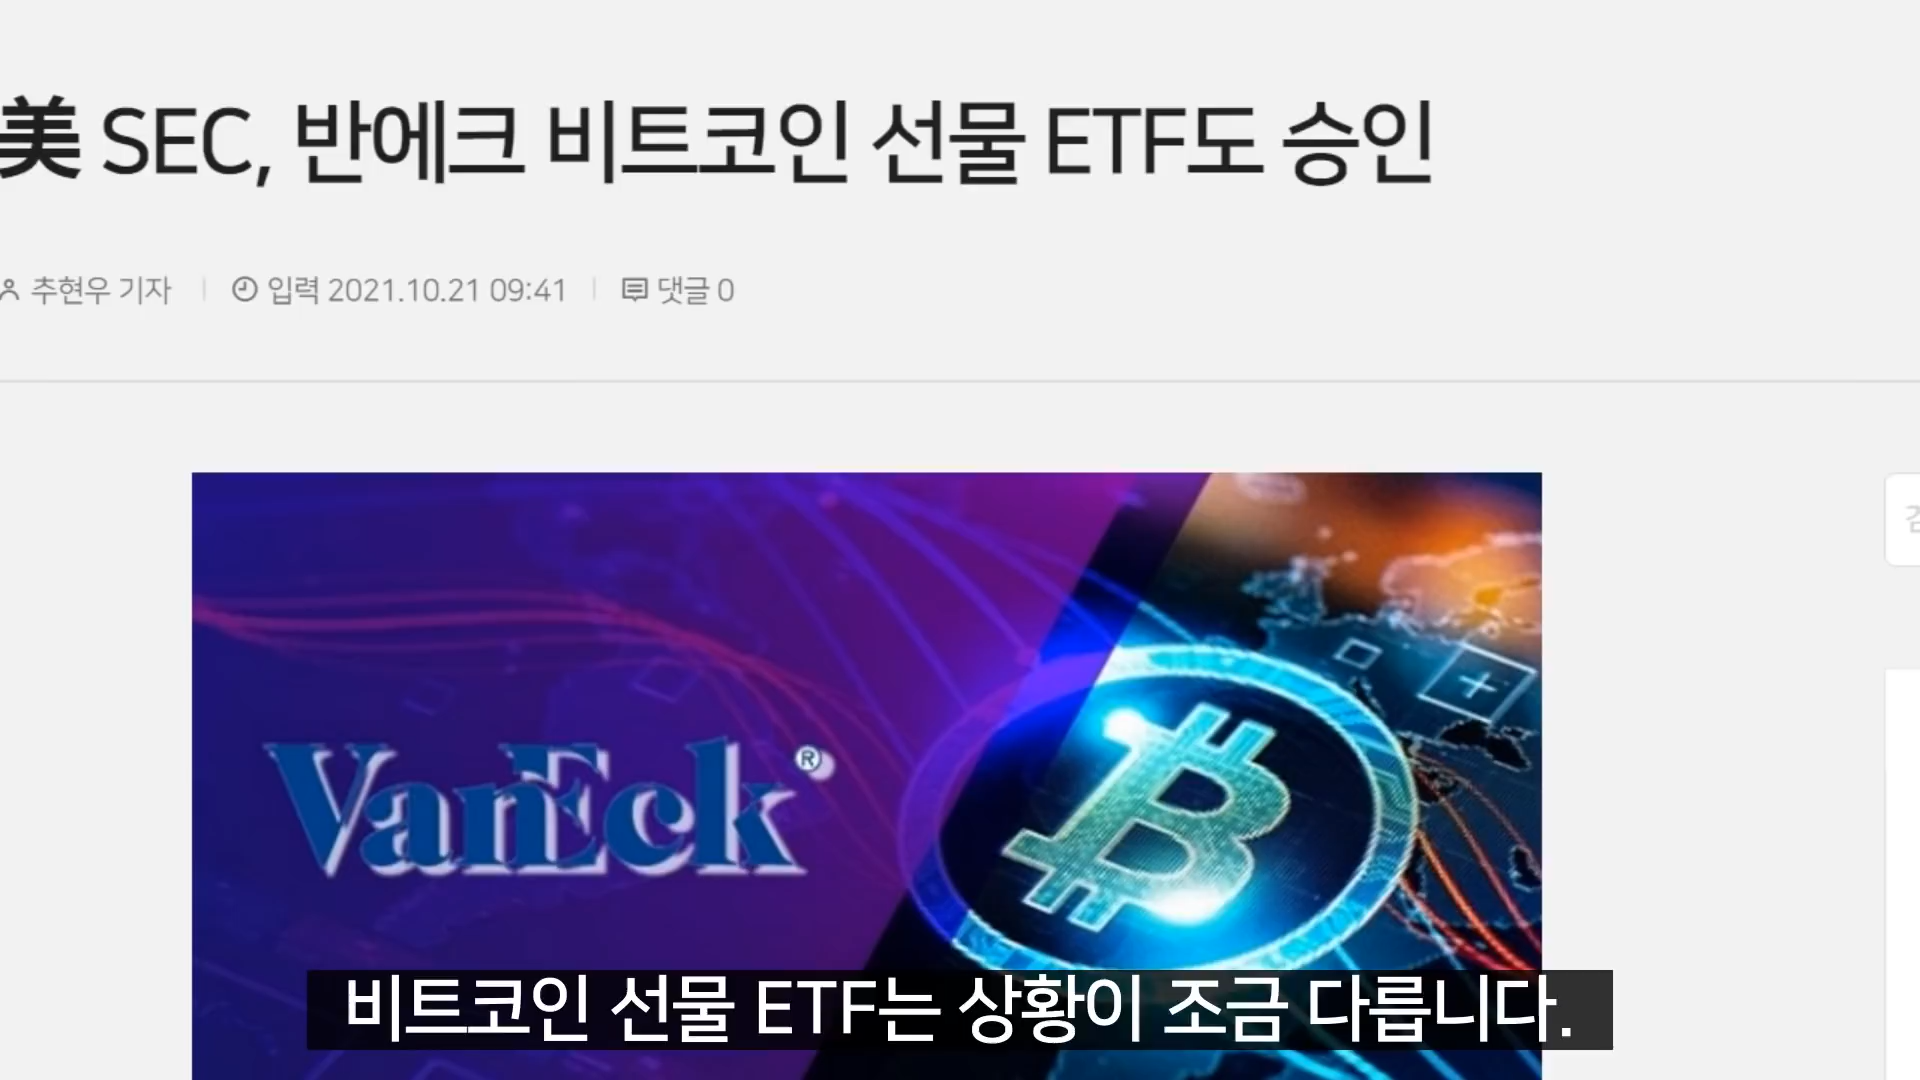 美 SEC, 반에크 비트코인 선물 ETF도 승인
추현우 기자 입력 2021.10.21 09:41 댓글 0
VanEck®
비트코인 선물 ETF는 상황이 조금 다릅니다.